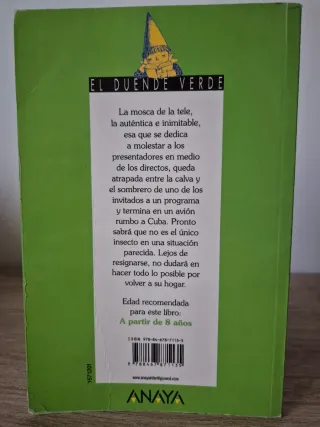 EL DUENDE VERDE
La mosca de la tele,
la auténtica e inimitable,
esa que se dedica
a molestar a los
presentadores en medio
de los directos, queda
atrapada entre la calva y
el sombrero de uno de los
invitados a un programa
y termina en un avión
rumbo a Cuba. Pronto
sabrá que no es el único
insecto en una situación
parecida. Lejos de
resignarse, no dudará en
hacer todo lo posible por
volver a su hogar.
Edad recomendada
para este libro:
A partir de 8 años
ANAYA